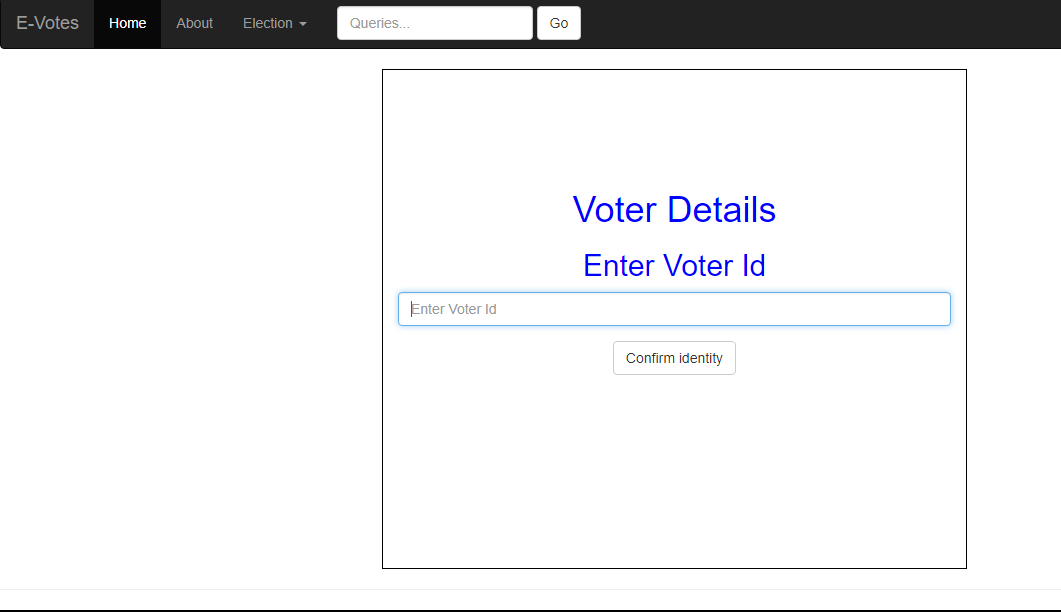 E-Votes Home About Election Queries... Go
Voter Details
Enter Voter Id
Enter Voter Id
Confirm identity